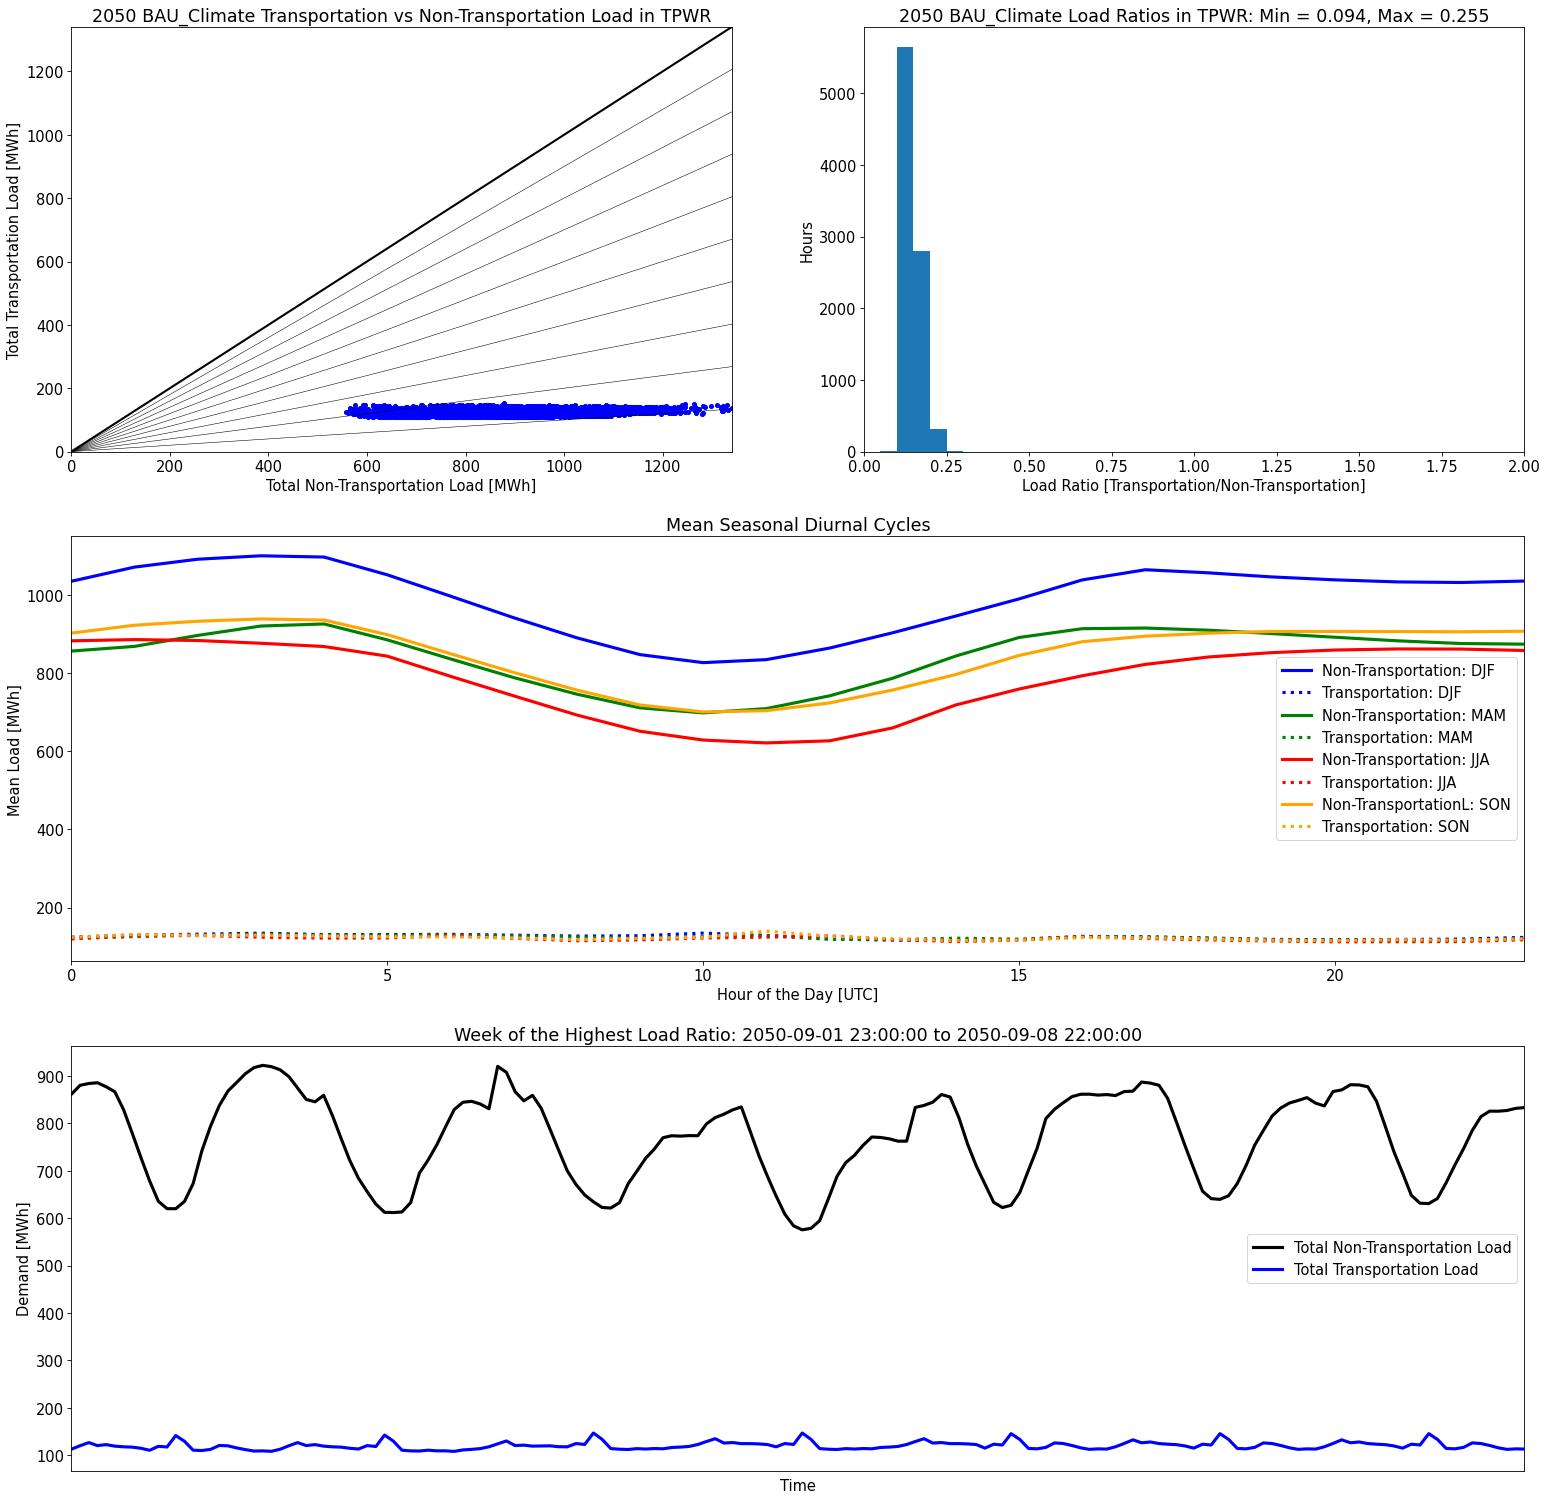 2050 BAU_Climate Transportation vs Non-Transportation Load in TPWR
Total Transportation Load [MWh]
1200
1000
800
600
400
200
0
0 200 400 600 800 1000 1200
Total Non-Transportation Load [MWh]
2050 BAU_Climate Load Ratios in TPWR: Min = 0.094, Max = 0.255
Hours
5000
4000
3000
2000
1000
0
0.00 0.25 0.50 0.75 1.00 1.25 1.50 1.75 2.00
Load Ratio [Transportation/Non-Transportation]
Mean Seasonal Diurnal Cycles
Mean Load [MWh]
1000
800
600
400
200
Non-Transportation: DJF
Transportation: DJF
Non-Transportation: MAM
Transportation: MAM
Non-Transportation: JJA
Transportation: JJA
Non-TransportationL: SON
Transportation: SON
0 5 10 15 20
Hour of the Day [UTC]
Week of the Highest Load Ratio: 2050-09-01 23:00:00 to 2050-09-08 22:00:00
Demand [MWh]
900
800
700
600
500
400
300
200
100
Total Non-Transportation Load
Total Transportation Load
Time